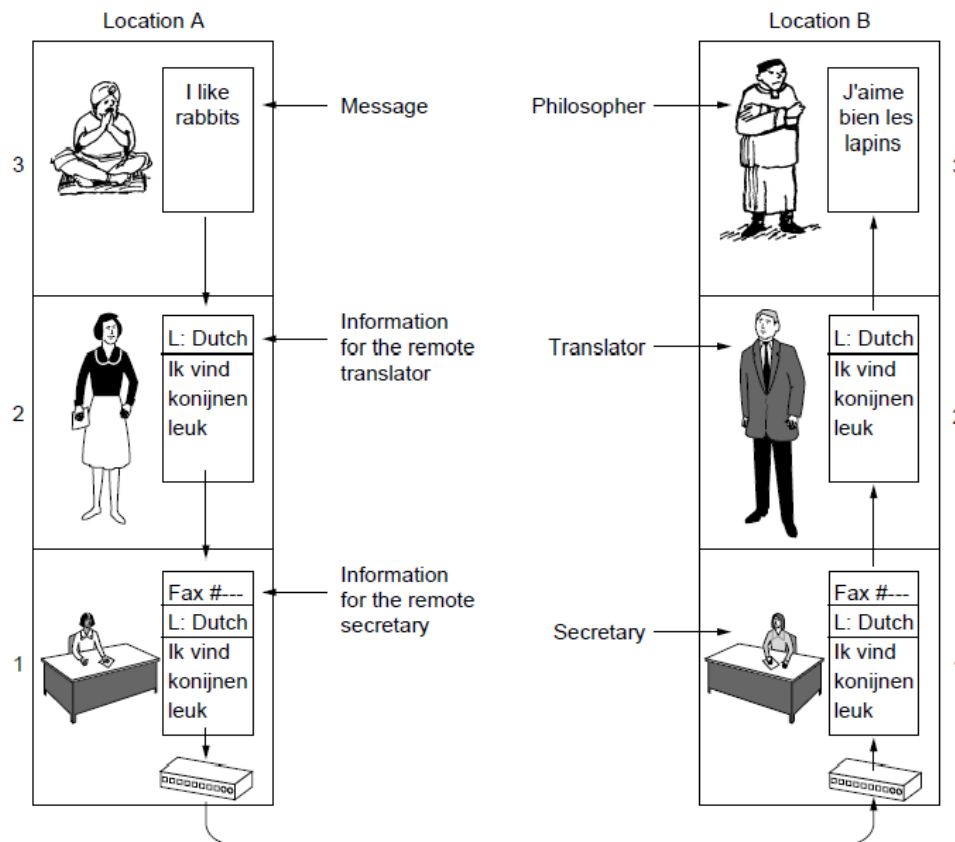 Location A
Location B
I like
rabbits
Message
Philosopher
J'aime
bien les
lapins
3
3
L: Dutch
Ik vind
konijnen
leuk
Information
for the remote
translator
Translator
L: Dutch
Ik vind
konijnen
leuk
2
2
Fax #---
L: Dutch
Ik vind
konijnen
leuk
Information
for the remote
secretary
Secretary
Fax #---
L: Dutch
Ik vind
konijnen
leuk
1